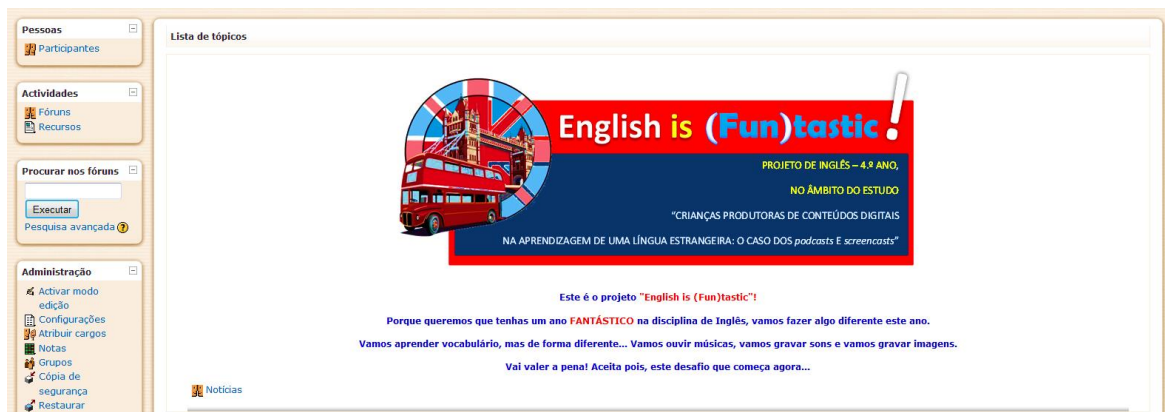 Pessoas
Participantes
Actividades
Fóruns
Recursos
Procurar nos fóruns
Executar
Pesquisa avançada
Administração
Activar modo
edição
Configurações
Atribuir cargos
Notas
Grupos
Cópia de
segurança
Restaurar
Lista de tópicos
English is (Fun)tastic!
PROJETO DE INGLÊS – 4.º ANO,
NO ÂMBITO DO ESTUDO
"CRIANÇAS PRODUTORAS DE CONTEÚDOS DIGITAIS
NA APRENDIZAGEM DE UMA LÍNGUA ESTRANGEIRA: O CASO DOS podcasts E screencasts"
Este é o projeto "English is (Fun)tastic"!
Porque queremos que tenhas um ano FANTÁSTICO na disciplina de Inglês, vamos fazer algo diferente este ano.
Vamos aprender vocabulário, mas de forma diferente... Vamos ouvir músicas, vamos gravar sons e vamos gravar imagens.
Vai valer a pena! Aceita pois, este desafio que começa agora...
Notícias